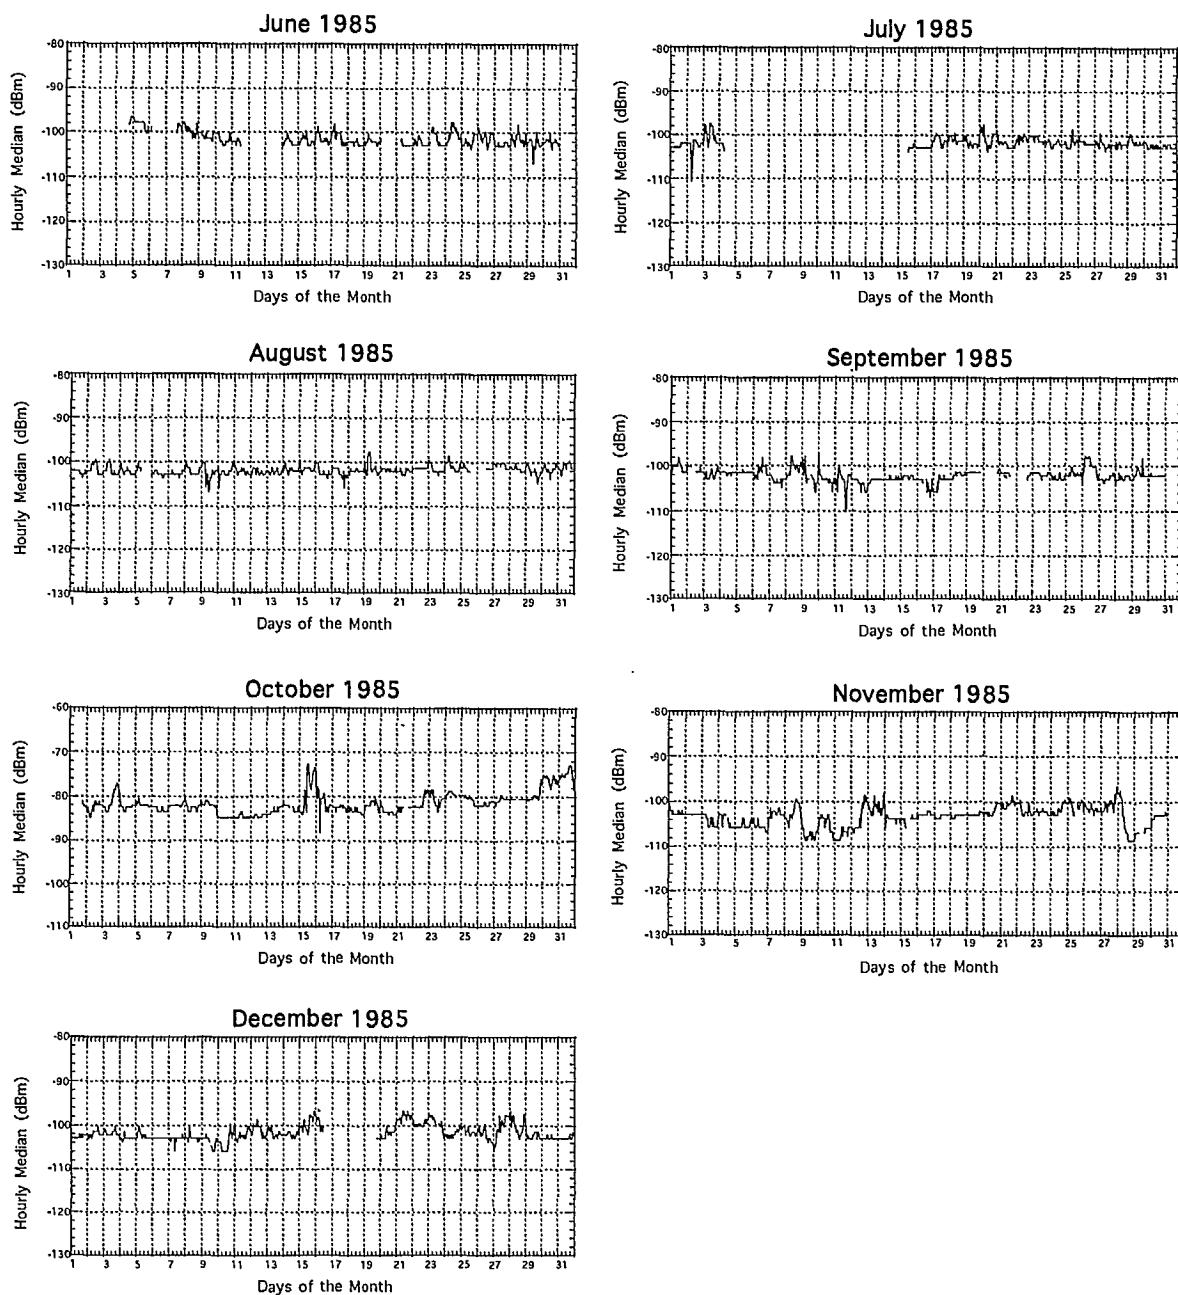 June 1985
Hourly Median (dBm)
-80
-90
-100
-110
-120
-130
1 3 5 7 9 11 13 15 17 19 21 23 25 27 29 31
Days of the Month
July 1985
Hourly Median (dBm)
-80
-90
-100
-110
-120
-130
1 3 5 7 9 11 13 15 17 19 21 23 25 27 29 31
Days of the Month
August 1985
Hourly Median (dBm)
-80
-90
-100
-110
-120
-130
1 3 5 7 9 11 13 15 17 19 21 23 25 27 29 31
Days of the Month
September 1985
Hourly Median (dBm)
-80
-90
-100
-110
-120
-130
1 3 5 7 9 11 13 15 17 19 21 23 25 27 29 31
Days of the Month
October 1985
Hourly Median (dBm)
-60
-70
-80
-90
-100
-110
1 3 5 7 9 11 13 15 17 19 21 23 25 27 29 31
Days of the Month
November 1985
Hourly Median (dBm)
-80
-90
-100
-110
-120
-130
1 3 5 7 9 11 13 15 17 19 21 23 25 27 29 31
Days of the Month
December 1985
Hourly Median (dBm)
-80
-90
-100
-110
-120
-130
1 3 5 7 9 11 13 15 17 19 21 23 25 27 29 31
Days of the Month